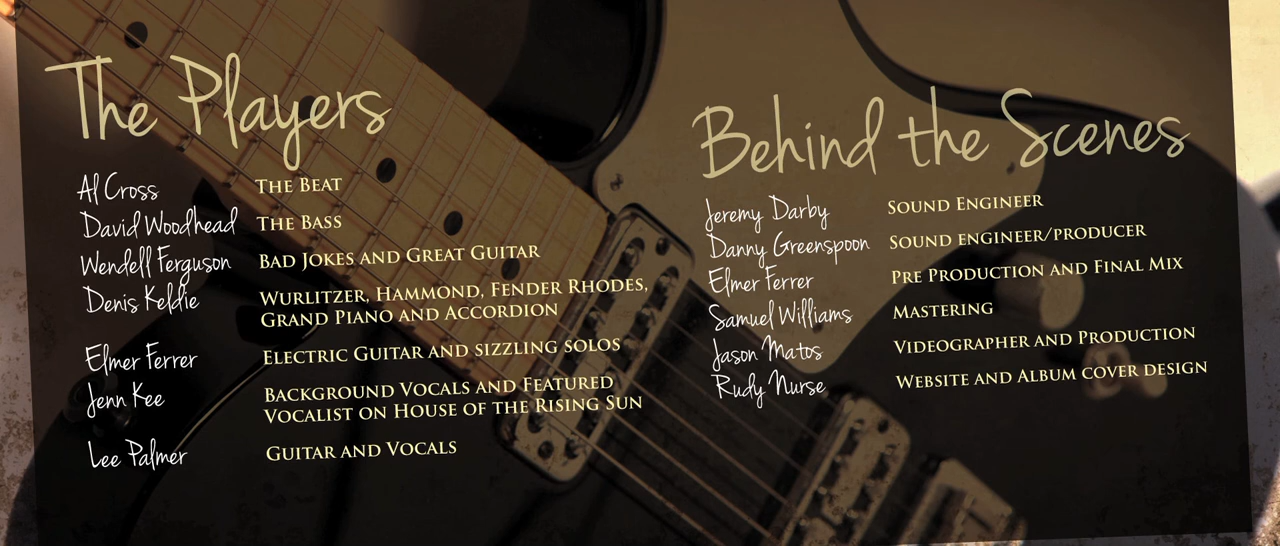 The Players
Al Cross THE BEAT
David Woodhead THE BASS
Wendell Ferguson BAD JOKES AND GREAT GUITAR
Denis Keldie WURLITZER, HAMMOND, FENDER RHODES,
GRAND PIANO AND ACCORDION
Elmer Ferrer ELECTRIC GUITAR AND SIZZLING SOLOS
Jenn Kee BACKGROUND VOCALS AND FEATURED
VOCALIST ON HOUSE OF THE RISING SUN
Lee Palmer GUITAR AND VOCALS
Behind the Scenes
Jeremy Darby SOUND ENGINEER
Danny Greenspoon SOUND ENGINEER/PRODUCER
Elmer Ferrer PRE PRODUCTION AND FINAL MIX
Samuel Williams MASTERING
Jason Matos VIDEOGRAPHER AND PRODUCTION
Rudy Nurse WEBSITE AND ALBUM COVER DESIGN